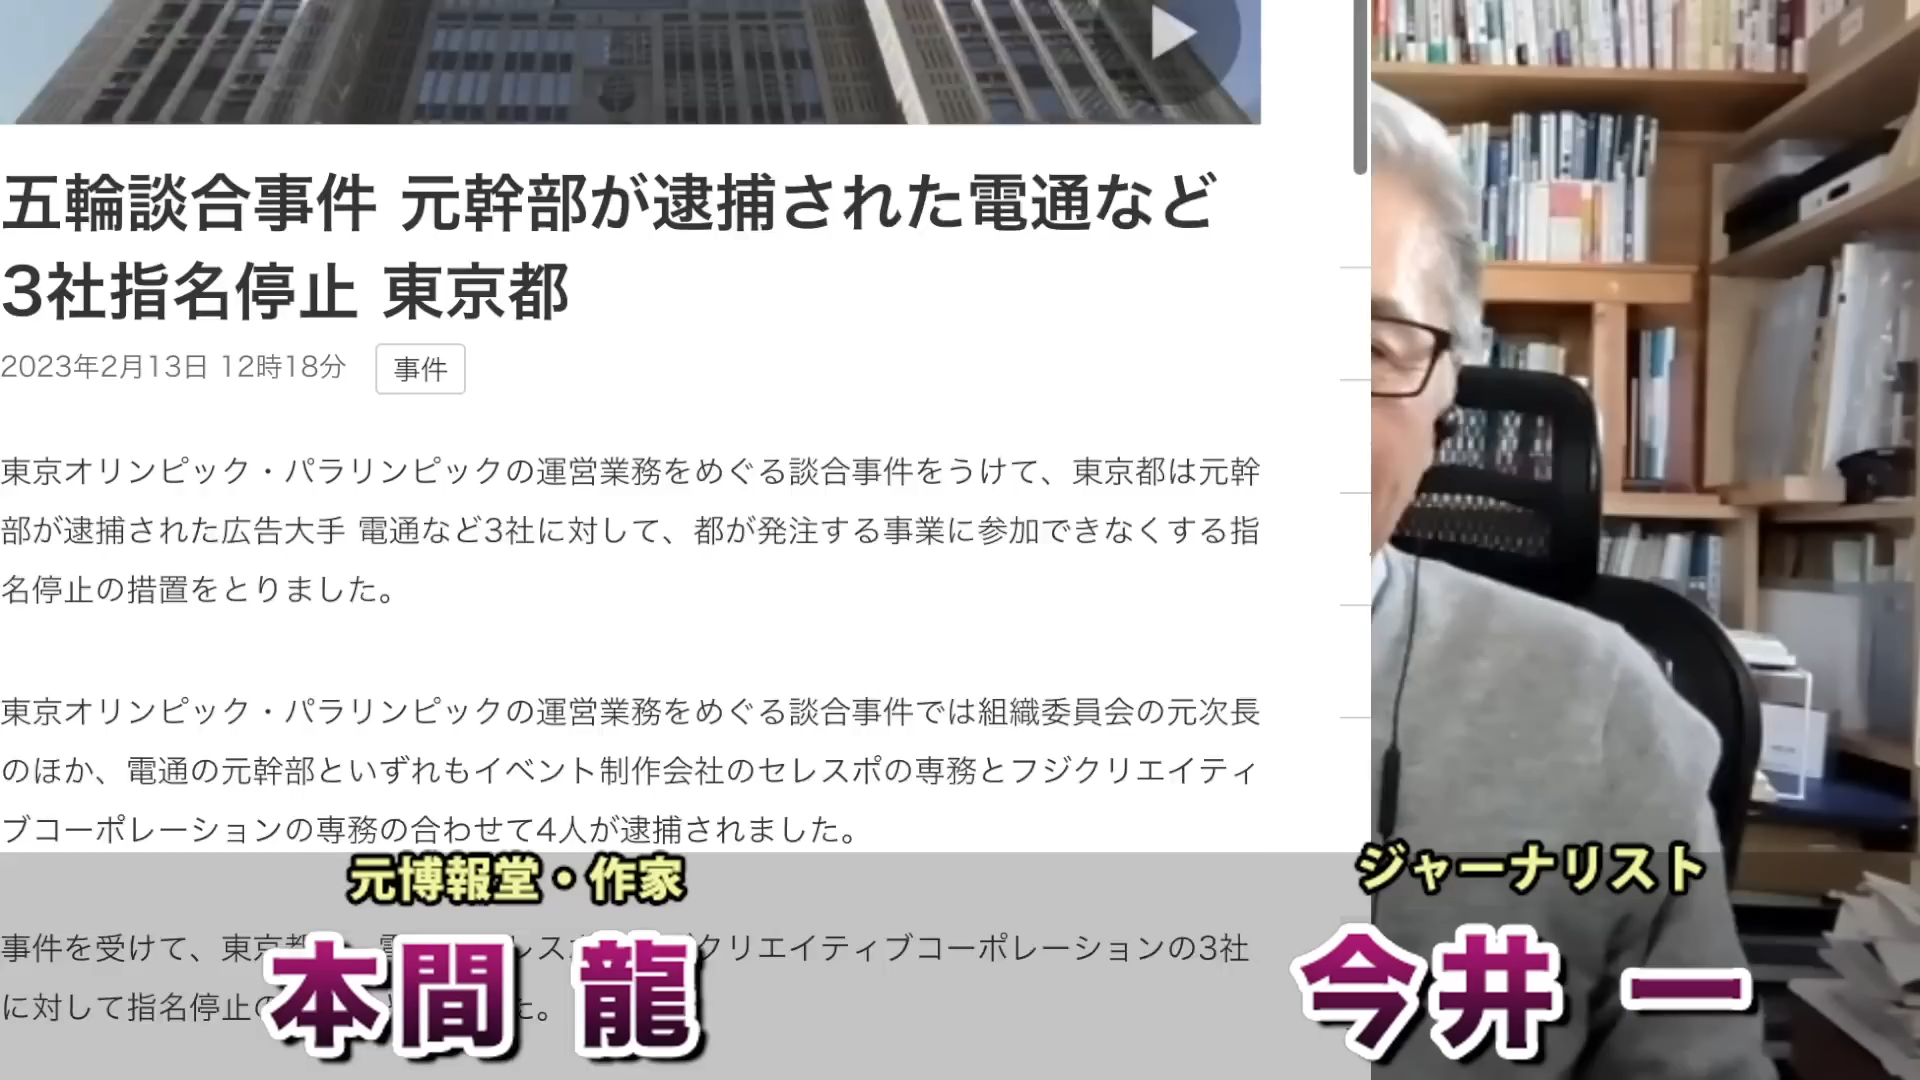 五輪談合事件 元幹部が逮捕された電通など
3社指名停止 東京都
2023年2月13日 12時18分 事件
東京オリンピック・パラリンピックの運営業務をめぐる談合事件をうけて、東京都は元幹
部が逮捕された広告大手 電通など3社に対して、都が発注する事業に参加できなくする指
名停止の措置をとりました。
東京オリンピック・パラリンピックの運営業務をめぐる談合事件では組織委員会の元次長
のほか、電通の元幹部といずれもイベント制作会社のセレスポの専務とフジクリエイティ
ブコーポレーションの専務の合わせて4人が逮捕されました。
元博報堂・作家
ジャーナリスト
事件を受けて、東京 クリエイティブコーポレーションの3社
に対して指名停止の た。
本間 龍
今井 一